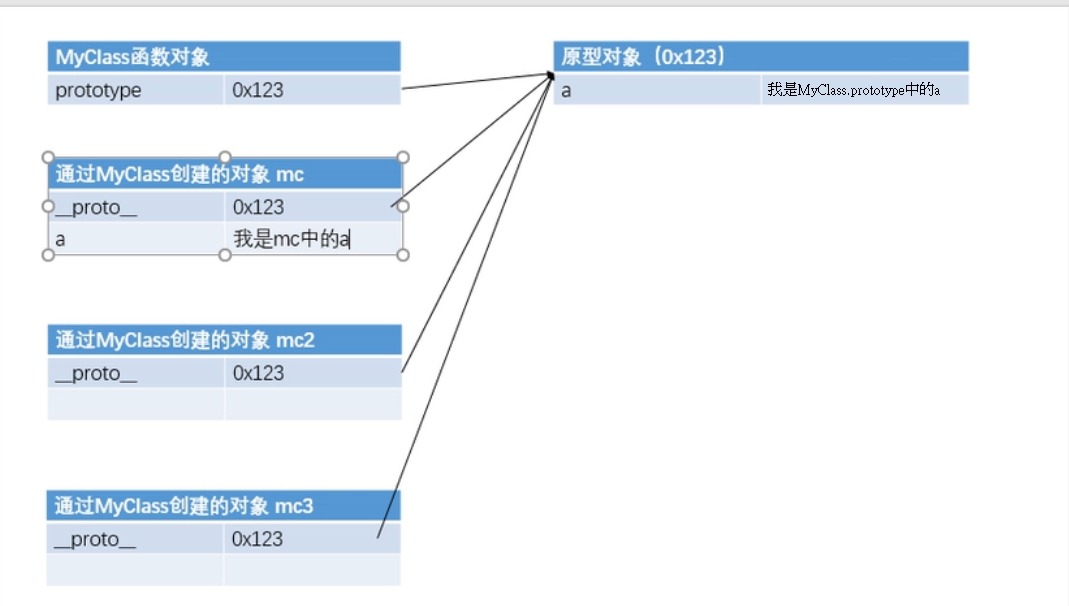 MyClass函数对象
prototype 0x123
原型对象（0x123）
a 我是MyClass.prototype中的a
通过MyClass创建的对象 mc
__proto__ 0x123
a 我是mc中的a
通过MyClass创建的对象 mc2
__proto__ 0x123
通过MyClass创建的对象 mc3
__proto__ 0x123